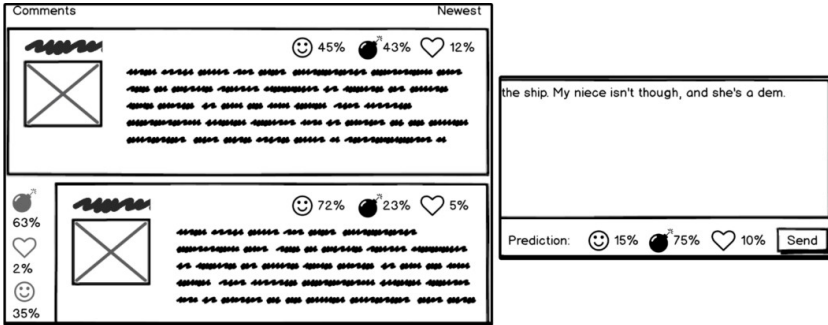 Comments Newest
45% 43% 12%
63%
2%
35%
72% 23% 5%
the ship. My niece isn't though, and she's a dem.
Prediction: 15% 75% 10% Send